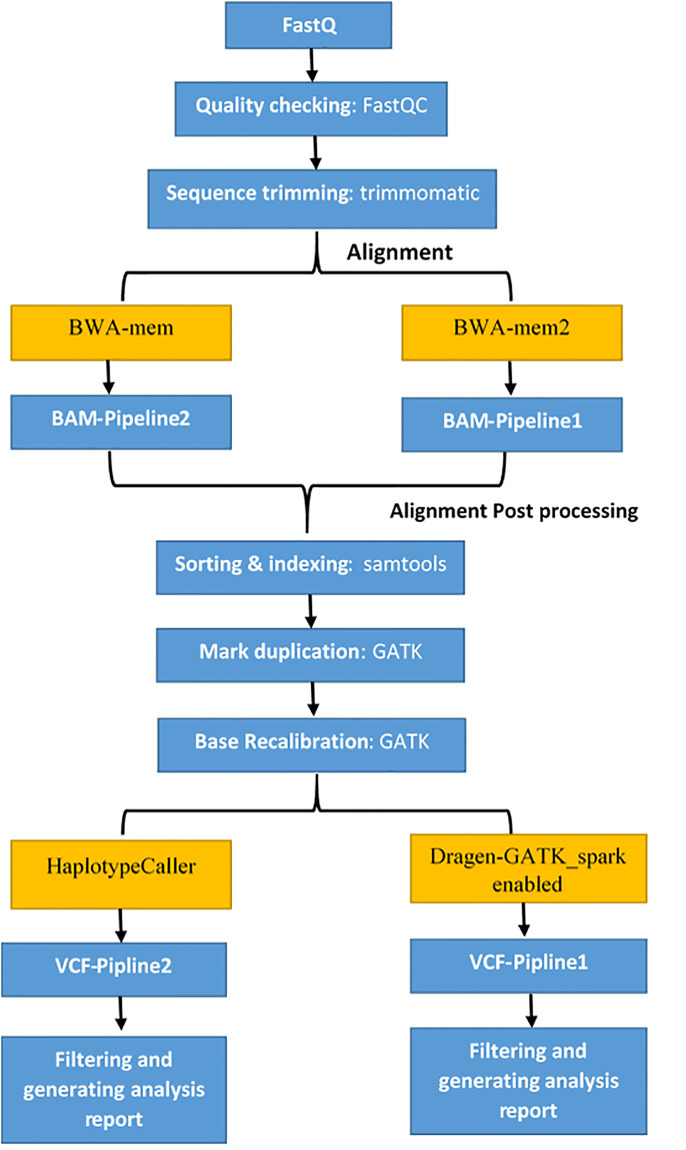 FastQ
Quality checking: FastQC
Sequence trimming: trimmomatic
Alignment
BWA-mem
BWA-mem2
BAM-Pipeline2
BAM-Pipeline1
Alignment Post processing
Sorting & indexing: samtools
Mark duplication: GATK
Base Recalibration: GATK
HaplotypeCaller
Dragen-GATK_spark
enabled
VCF-Pipline2
VCF-Pipline1
Filtering and
generating analysis
report
Filtering and
generating analysis
report